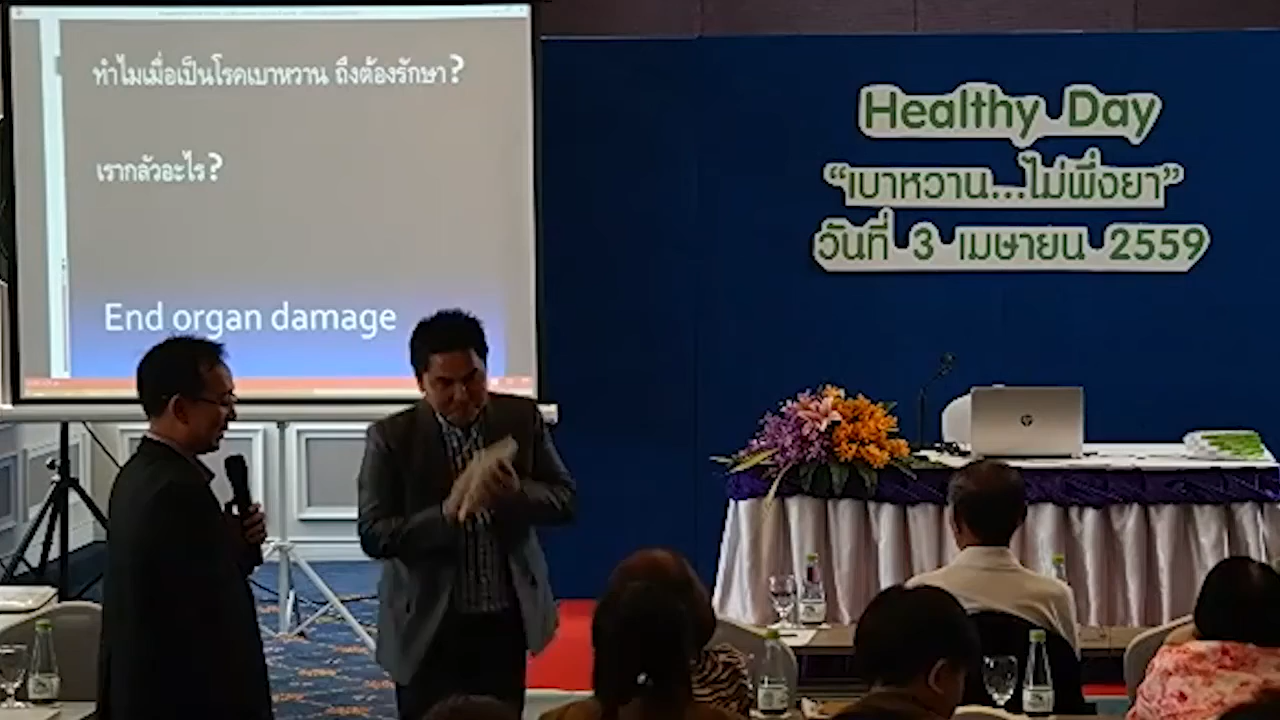 ทำไมเมื่อเป็นโรคเบาหวาน ถึงต้องรักษา?
เรากลัวอะไร?
End organ damage
Healthy Day
“เบาหวาน...ไม่พึ่งยา”
วันที่ 3 เมษายน 2559
hp